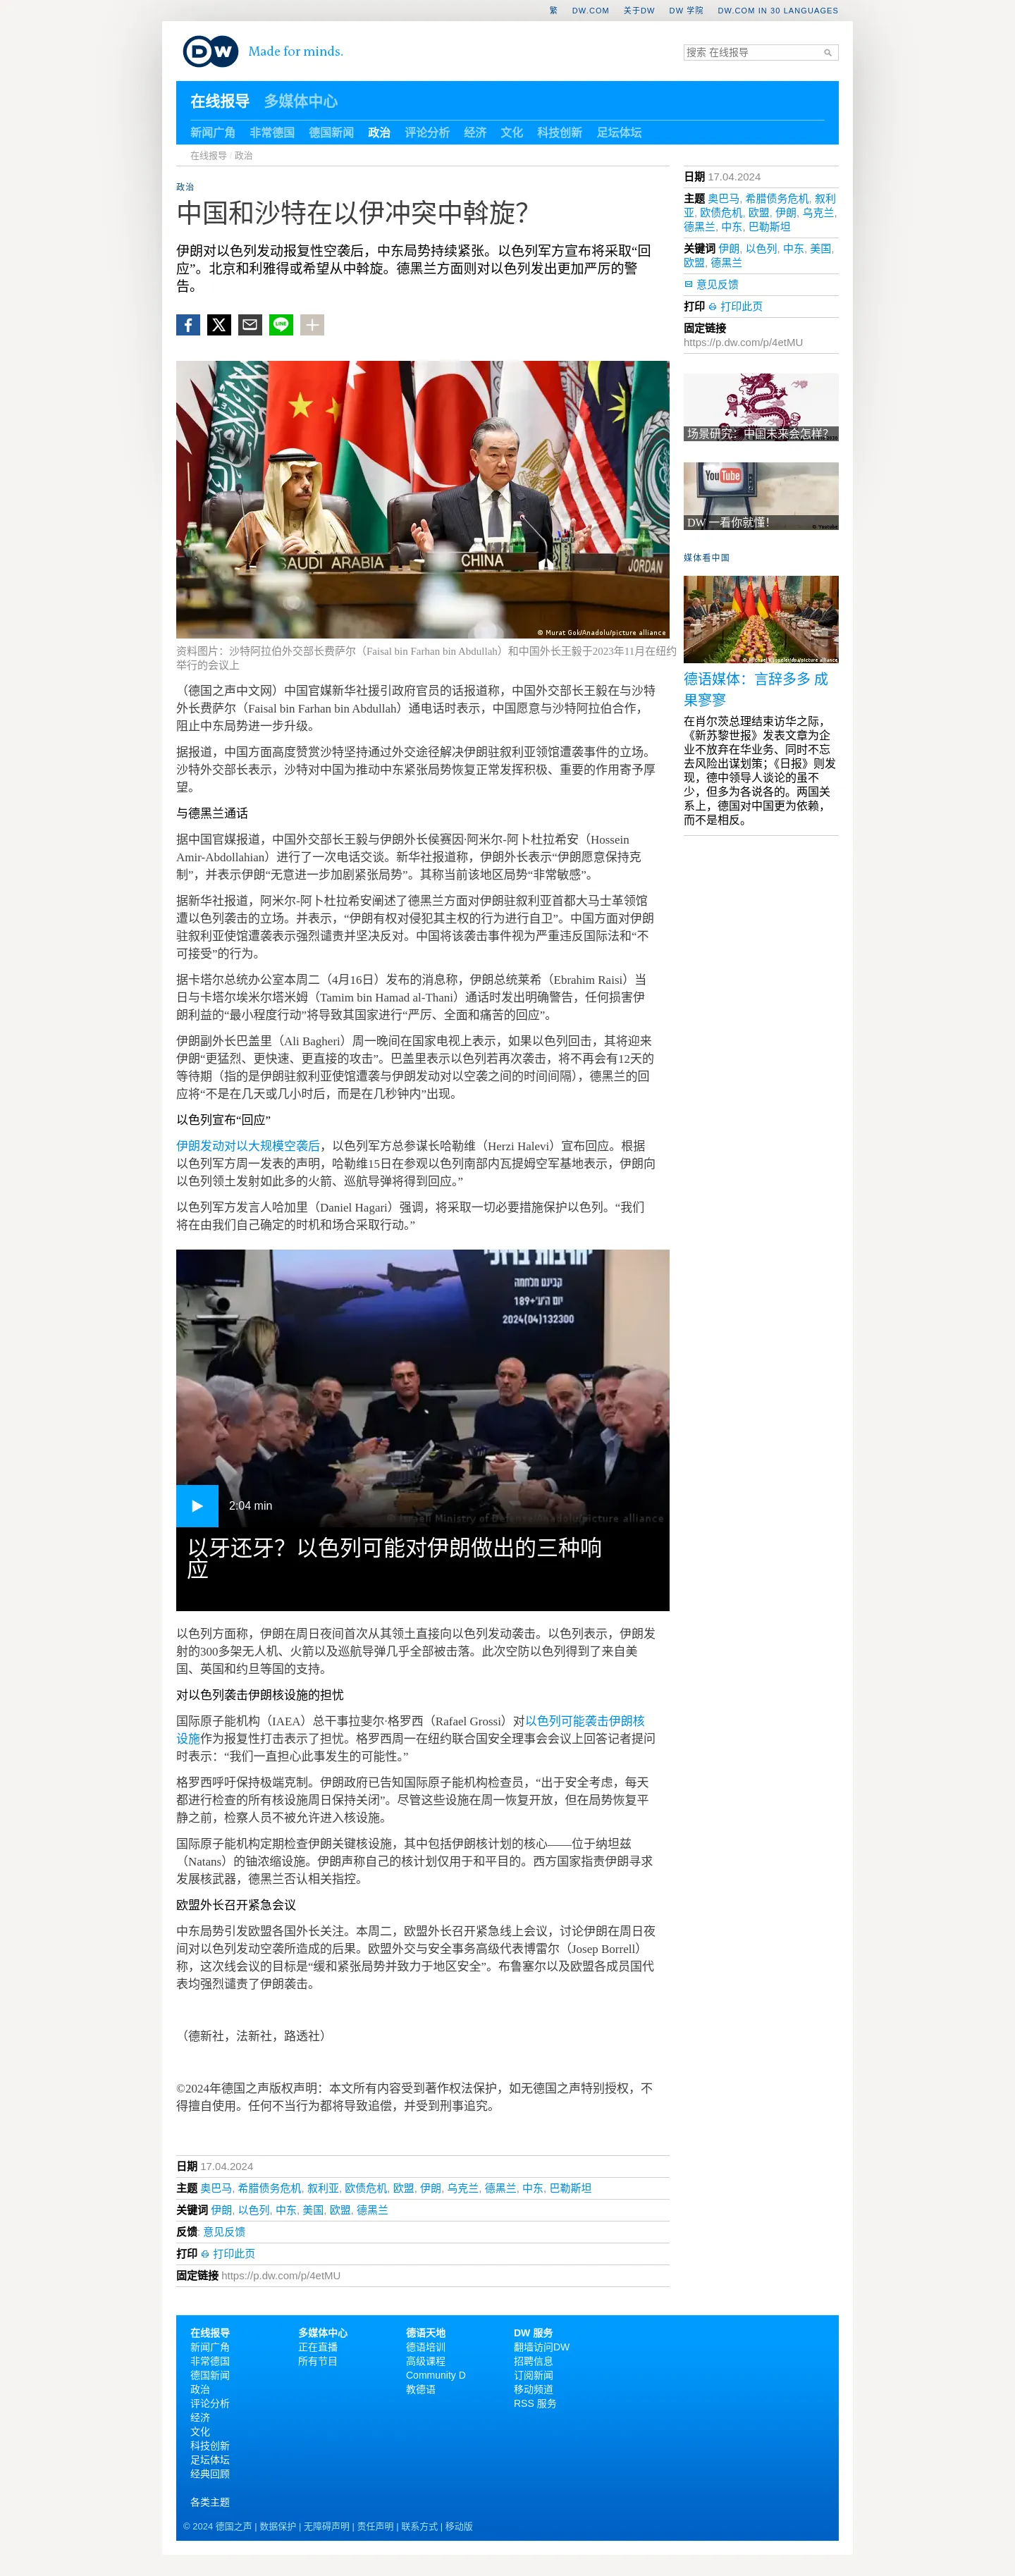 繁 DW.COM 关于DW DW 学院 DW.COM IN 30 LANGUAGES
DW Made for minds.
搜索 在线报导
在线报导 多媒体中心
新闻广角 非常德国 德国新闻 政治 评论分析 经济 文化 科技创新 足坛体坛
在线报导 / 政治
政治
中国和沙特在以伊冲突中斡旋？
伊朗对以色列发动报复性空袭后，中东局势持续紧张。以色列军方宣布将采取“回
应”。北京和利雅得或希望从中斡旋。德黑兰方面则对以色列发出更加严厉的警
告。
LINE
SAUDI ARABIA
CHINA
JORDAN
© Murat Gok/Anadolu/picture alliance
资料图片：沙特阿拉伯外交部长费萨尔（Faisal bin Farhan bin Abdullah）和中国外长王毅于2023年11月在纽约
举行的会议上
（德国之声中文网）中国官媒新华社援引政府官员的话报道称，中国外交部长王毅在与沙特
外长费萨尔（Faisal bin Farhan bin Abdullah）通电话时表示，中国愿意与沙特阿拉伯合作，
阻止中东局势进一步升级。
据报道，中国方面高度赞赏沙特坚持通过外交途径解决伊朗驻叙利亚领馆遭袭事件的立场。
沙特外交部长表示，沙特对中国为推动中东紧张局势恢复正常发挥积极、重要的作用寄予厚
望。
与德黑兰通话
据中国官媒报道，中国外交部长王毅与伊朗外长侯赛因·阿米尔-阿卜杜拉希安（Hossein
Amir-Abdollahian）进行了一次电话交谈。新华社报道称，伊朗外长表示“伊朗愿意保持克
制”，并表示伊朗“无意进一步加剧紧张局势”。其称当前该地区局势“非常敏感”。
据新华社报道，阿米尔-阿卜杜拉希安阐述了德黑兰方面对伊朗驻叙利亚首都大马士革领馆
遭以色列袭击的立场。并表示，“伊朗有权对侵犯其主权的行为进行自卫”。中国方面对伊朗
驻叙利亚使馆遭袭表示强烈谴责并坚决反对。中国将该袭击事件视为严重违反国际法和“不
可接受”的行为。
据卡塔尔总统办公室本周二（4月16日）发布的消息称，伊朗总统莱希（Ebrahim Raisi）当
日与卡塔尔埃米尔塔米姆（Tamim bin Hamad al-Thani）通话时发出明确警告，任何损害伊
朗利益的“最小程度行动”将导致其国家进行“严厉、全面和痛苦的回应”。
伊朗副外长巴盖里（Ali Bagheri）周一晚间在国家电视上表示，如果以色列回击，其将迎来
伊朗“更猛烈、更快速、更直接的攻击”。巴盖里表示以色列若再次袭击，将不再会有12天的
等待期（指的是伊朗驻叙利亚使馆遭袭与伊朗发动对以空袭之间的时间间隔），德黑兰的回
应将“不是在几天或几小时后，而是在几秒钟内”出现。
以色列宣布“回应”
伊朗发动对以大规模空袭后，以色列军方总参谋长哈勒维（Herzi Halevi）宣布回应。根据
以色列军方周一发表的声明，哈勒维15日在参观以色列南部内瓦提姆空军基地表示，伊朗向
以色列领土发射如此多的火箭、巡航导弹将得到回应。”
以色列军方发言人哈加里（Daniel Hagari）强调，将采取一切必要措施保护以色列。“我们
将在由我们自己确定的时机和场合采取行动。”
חרבות ברזל
קבינט מלחמה
יום ה'ע"י +189
132300(04)2024
© Israeli Ministry of Defense/Anadolu/picture alliance
2:04 min
以牙还牙？以色列可能对伊朗做出的三种响
应
以色列方面称，伊朗在周日夜间首次从其领土直接向以色列发动袭击。以色列表示，伊朗发
射的300多架无人机、火箭以及巡航导弹几乎全部被击落。此次空防以色列得到了来自美
国、英国和约旦等国的支持。
对以色列袭击伊朗核设施的担忧
国际原子能机构（IAEA）总干事拉斐尔·格罗西（Rafael Grossi）对以色列可能袭击伊朗核
设施作为报复性打击表示了担忧。格罗西周一在纽约联合国安全理事会会议上回答记者提问
时表示：“我们一直担心此事发生的可能性。”
格罗西呼吁保持极端克制。伊朗政府已告知国际原子能机构检查员，“出于安全考虑，每天
都进行检查的所有核设施周日保持关闭”。尽管这些设施在周一恢复开放，但在局势恢复平
静之前，检察人员不被允许进入核设施。
国际原子能机构定期检查伊朗关键核设施，其中包括伊朗核计划的核心——位于纳坦兹
（Natans）的铀浓缩设施。伊朗声称自己的核计划仅用于和平目的。西方国家指责伊朗寻求
发展核武器，德黑兰否认相关指控。
欧盟外长召开紧急会议
中东局势引发欧盟各国外长关注。本周二，欧盟外长召开紧急线上会议，讨论伊朗在周日夜
间对以色列发动空袭所造成的后果。欧盟外交与安全事务高级代表博雷尔（Josep Borrell）
称，这次线会议的目标是“缓和紧张局势并致力于地区安全”。布鲁塞尔以及欧盟各成员国代
表均强烈谴责了伊朗袭击。
（德新社，法新社，路透社）
©2024年德国之声版权声明：本文所有内容受到著作权法保护，如无德国之声特别授权，不
得擅自使用。任何不当行为都将导致追偿，并受到刑事追究。
日期 17.04.2024
主题 奥巴马, 希腊债务危机, 叙利亚, 欧债危机, 欧盟, 伊朗, 乌克兰, 德黑兰, 中东, 巴勒斯坦
关键词 伊朗, 以色列, 中东, 美国, 欧盟, 德黑兰
反馈: 意见反馈
打印 打印此页
固定链接 https://p.dw.com/p/4etMU
日期 17.04.2024
主题 奥巴马, 希腊债务危机, 叙利
亚, 欧债危机, 欧盟, 伊朗, 乌克兰,
德黑兰, 中东, 巴勒斯坦
关键词 伊朗, 以色列, 中东, 美国,
欧盟, 德黑兰
意见反馈
打印 打印此页
固定链接
https://p.dw.com/p/4etMU
场景研究：中国未来会怎样？
YouTube
© Youtube
DW 一看你就懂！
媒体看中国
© Michael Kappeler/dpa/picture alliance
德语媒体：言辞多多 成
果寥寥
在肖尔茨总理结束访华之际，
《新苏黎世报》发表文章为企
业不放弃在华业务、同时不忘
去风险出谋划策；《日报》则发
现，德中领导人谈论的虽不
少，但多为各说各的。两国关
系上，德国对中国更为依赖，
而不是相反。
在线报导
新闻广角
非常德国
德国新闻
政治
评论分析
经济
文化
科技创新
足坛体坛
经典回顾
各类主题
多媒体中心
正在直播
所有节目
德语天地
德语培训
高级课程
Community D
教德语
DW 服务
翻墙访问DW
招聘信息
订阅新闻
移动频道
RSS 服务
© 2024 德国之声 | 数据保护 | 无障碍声明 | 责任声明 | 联系方式 | 移动版